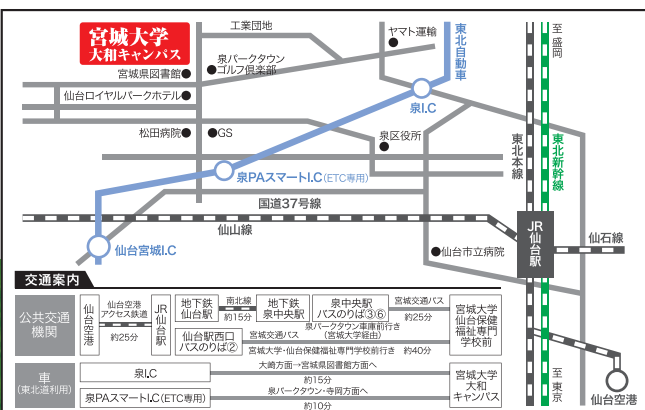 宮城大学
大和キャンパス
工業団地
ヤマト運輸
東北自動車
至 盛岡
泉パークタウン
ゴルフ倶楽部
宮城県図書館
仙台ロイヤルパークホテル
泉I.C
松田病院
GS
泉区役所
東北本線
東北新幹線
泉PAスマートI.C(ETC専用)
国道37号線
仙山線
JR仙台駅
仙石線
仙台宮城I.C
仙台市立病院
交通案内
公共交通
機関
仙台空港
仙台空港
アクセス鉄道
約25分
JR仙台駅
地下鉄
仙台駅
南北線
約15分
地下鉄
泉中央駅
泉中央駅
バスのりば③⑥
宮城交通バス
約25分
仙台駅西口
バスのりば②
宮城交通バス
泉パークタウン車庫前行き
(宮城大学経由)
宮城大学・仙台保健福祉専門学校前行き 約40分
宮城大学
仙台保健
福祉専門
学校前
車
(東北道利用)
泉I.C
大崎方面→宮城県図書館方面へ
約15分
泉PAスマートI.C(ETC専用)
泉パークタウン・寺岡方面へ
約10分
宮城大学
大和
キャンパス
至 東京
仙台空港